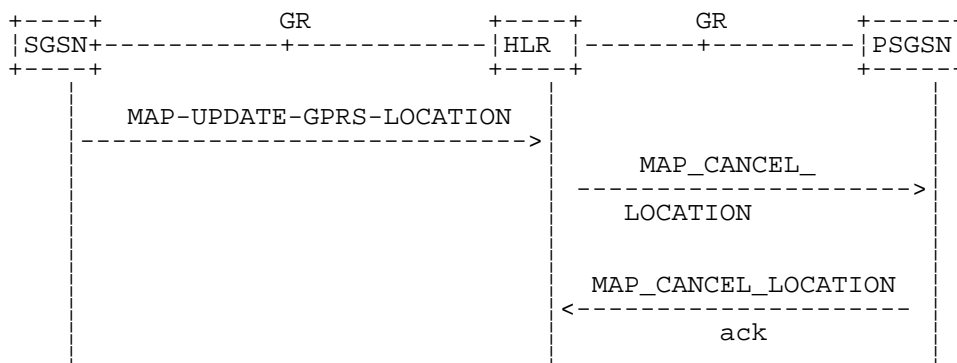 GR GR
SGSN HLR PSGSN
MAP-UPDATE-GPRS-LOCATION
MAP_CANCEL_
LOCATION
MAP_CANCEL_LOCATION
ack